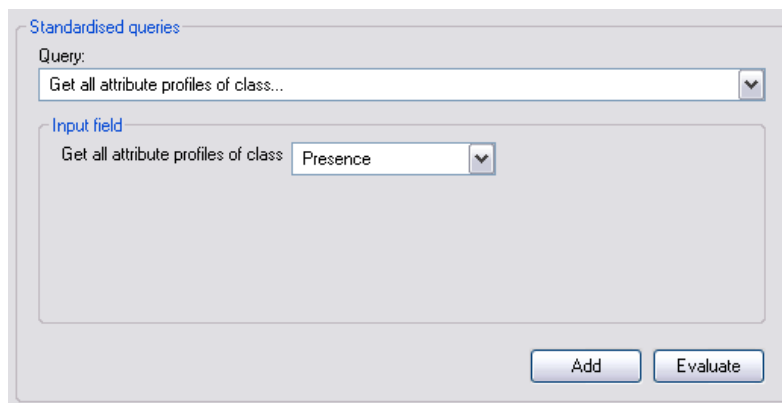 Standardised queries
Query:
Get all attribute profiles of class...
Input field
Get all attribute profiles of class Presence
Add Evaluate